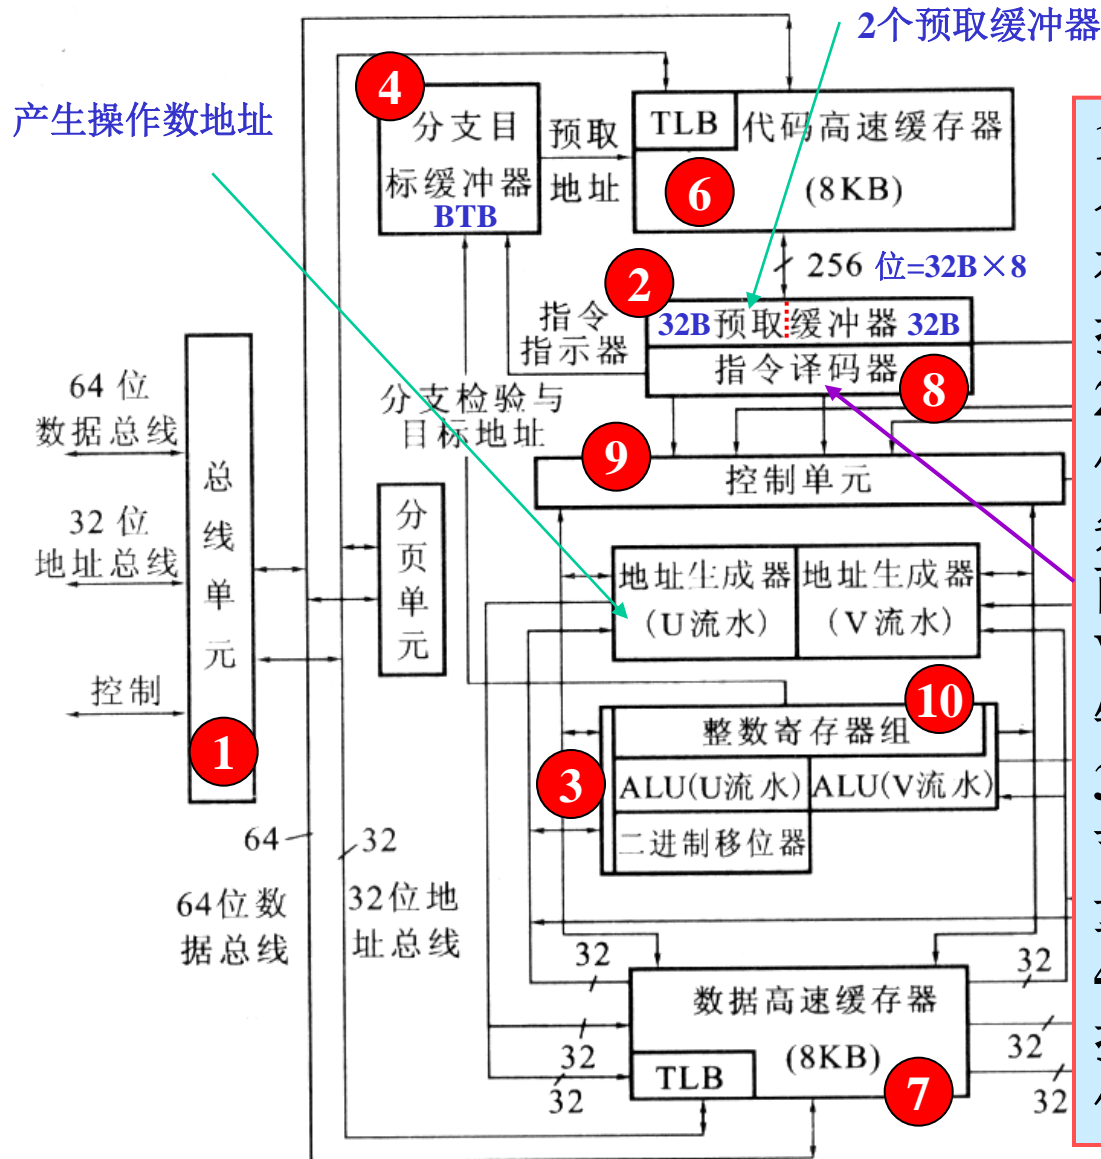 2个预取缓冲器
产生操作数地址
4
分支目
标缓冲器
BTB
预取
地址
TLB
代码高速缓存器
(8KB)
6
256 位=32B×8
2
32B 预取缓冲器 32B
指令
指示器
指令译码器
8
分支检验与
目标地址
9
控制单元
64 位
数据总线
32 位
地址总线
控制
总线单元
1
分页单元
地址生成器
(U流水)
地址生成器
(V流水)
10
整数寄存器组
3
ALU(U流水)
ALU(V流水)
二进制移位器
64
32
64位数
据总线
32位地
址总线
32
32
32
32
32
32
数据高速缓存器
(8KB)
TLB
7